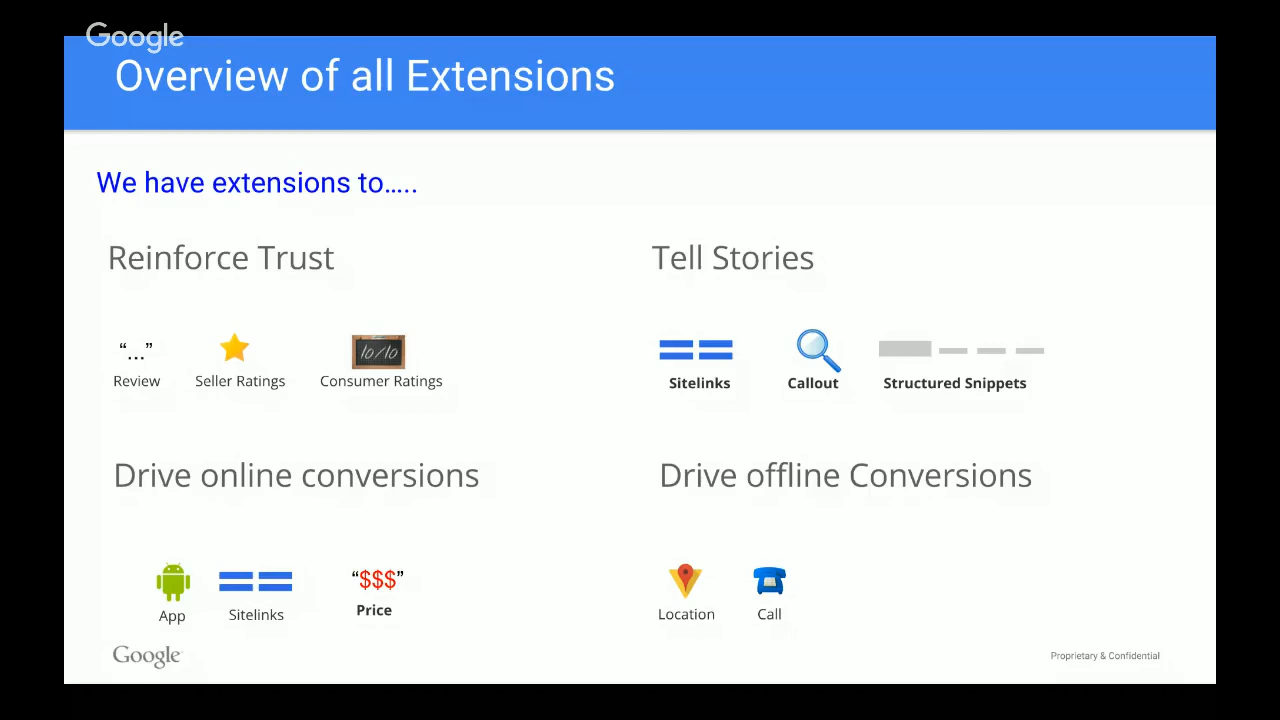 Google
Overview of all Extensions
We have extensions to.....
Reinforce Trust
“...”
Review
Seller Ratings
10/10
Consumer Ratings
Tell Stories
Sitelinks
Callout
Structured Snippets
Drive online conversions
App
Sitelinks
“$$$”
Price
Drive offline Conversions
Location
Call
Google
Proprietary & Confidential